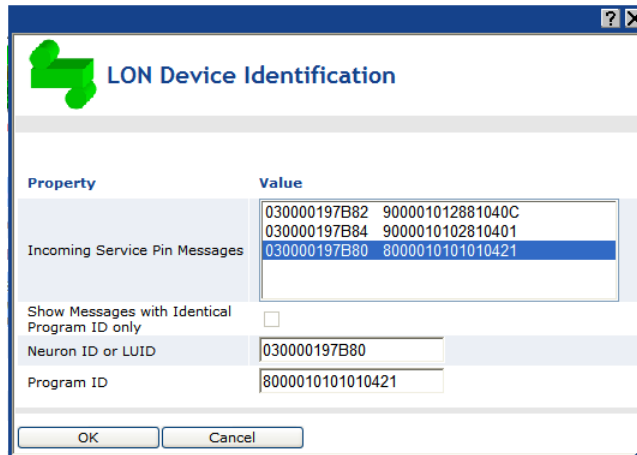 ? X
LON Device Identification
Property Value
030000197B82 900001012881040C
030000197B84 9000010102810401
Incoming Service Pin Messages 030000197B80 8000010101010421
Show Messages with Identical
Program ID only
Neuron ID or LUID 030000197B80
Program ID 8000010101010421
OK Cancel